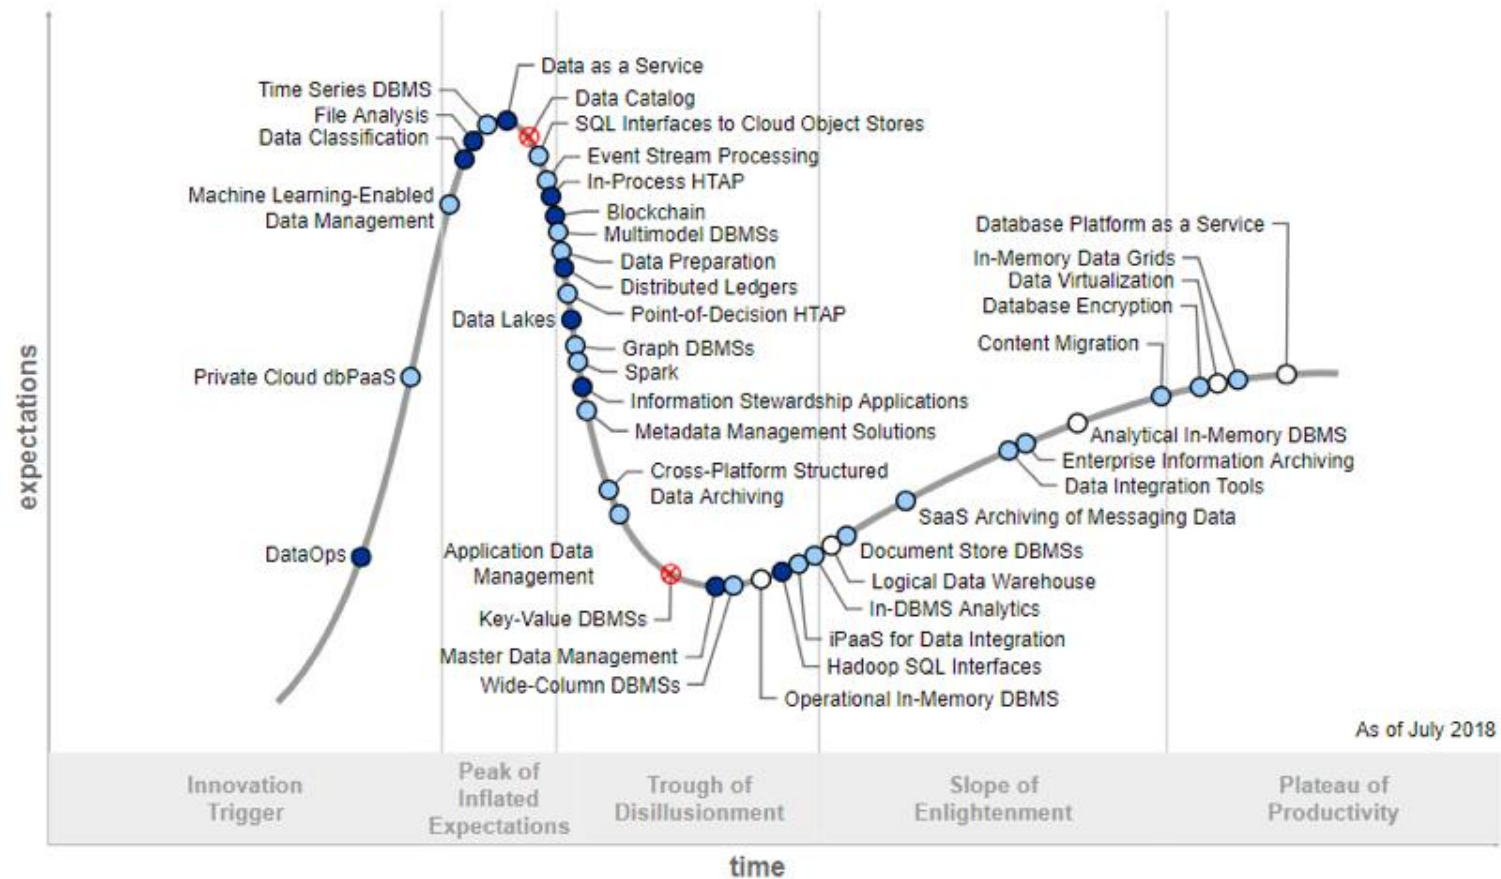 Data as a Service
Time Series DBMS
Data Catalog
File Analysis
SQL Interfaces to Cloud Object Stores
Data Classification
Event Stream Processing
In-Process HTAP
Machine Learning-Enabled
Data Management
Blockchain
Multimodel DBMSs
Data Preparation
Distributed Ledgers
Point-of-Decision HTAP
Data Lakes
Graph DBMSs
Spark
Private Cloud dbPaaS
Information Stewardship Applications
Metadata Management Solutions
Cross-Platform Structured
Data Archiving
DataOps
Application Data
Management
Key-Value DBMSs
Master Data Management
Wide-Column DBMSs
Operational In-Memory DBMS
Hadoop SQL Interfaces
iPaaS for Data Integration
In-DBMS Analytics
Logical Data Warehouse
Document Store DBMSs
SaaS Archiving of Messaging Data
Data Integration Tools
Enterprise Information Archiving
Analytical In-Memory DBMS
Content Migration
Database Encryption
Data Virtualization
In-Memory Data Grids
Database Platform as a Service
As of July 2018
expectations
Innovation
Trigger
Peak of
Inflated
Expectations
Trough of
Disillusionment
Slope of
Enlightenment
Plateau of
Productivity
time